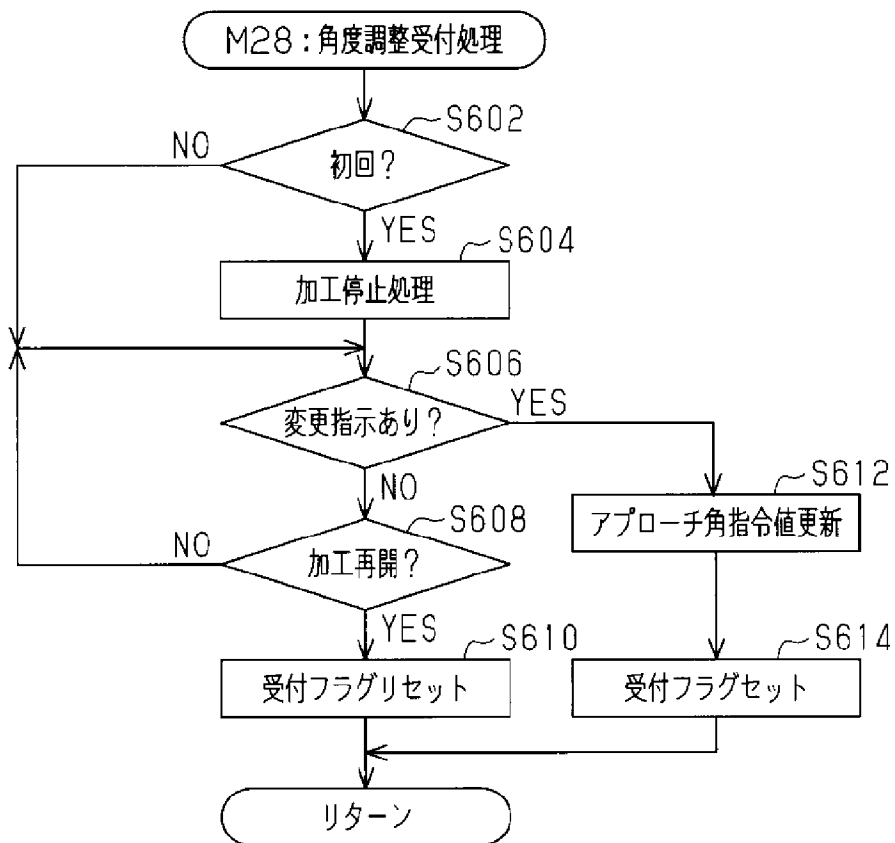 M28:角度調整受付処理
S602
NO
初回?
YES
S604
加工停止処理
S606
変更指示あり?
YES
NO
S612
アプローチ角指令値更新
S608
NO
加工再開?
YES
S610
受付フラグリセット
S614
受付フラグセット
リターン